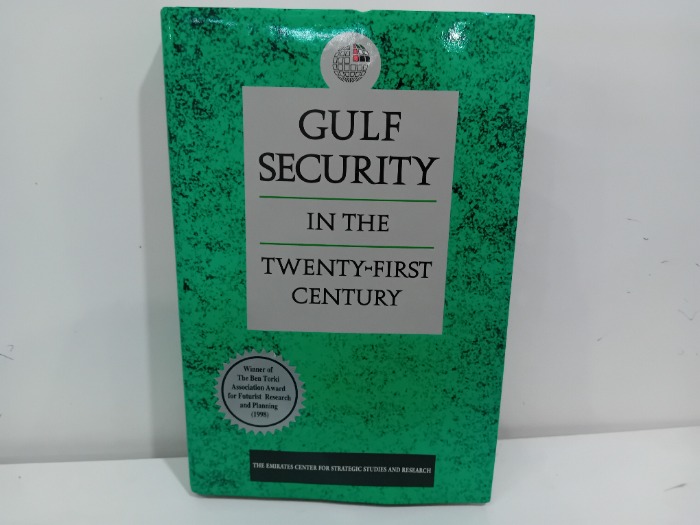 GULF
SECURITY
IN THE
TWENTY-FIRST
CENTURY
Winner of
The Ben Torki
Association Award
for Futurist Research
and Planning
(1998)
THE EMIRATES CENTER FOR STRATEGIC STUDIES AND RESEARCH